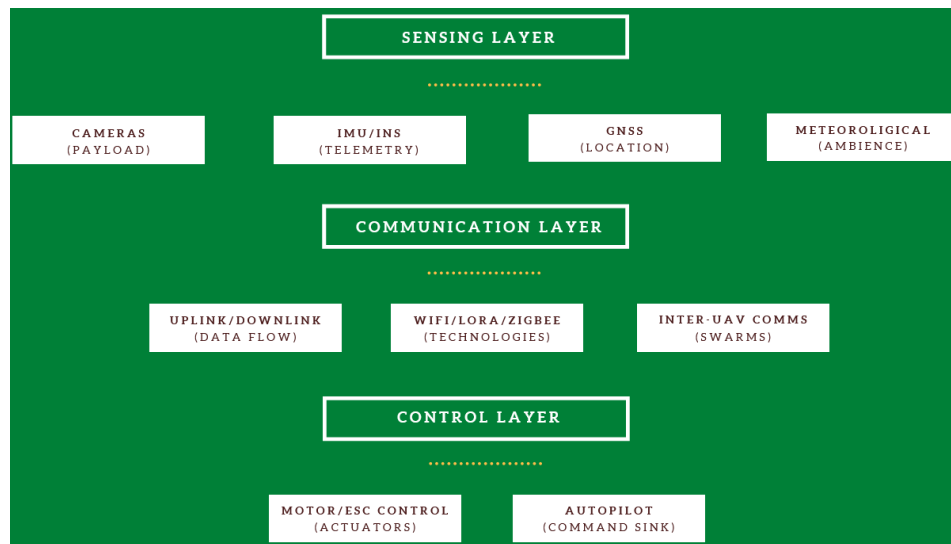 SENSING LAYER
CAMERAS
(PAYLOAD)
IMU/INS
(TELEMETRY)
GNSS
(LOCATION)
METEOROLIGICAL
(AMBIENCE)
COMMUNICATION LAYER
UPLINK/DOWNLINK
(DATA FLOW)
WIFI/LORA/ZIGBEE
(TECHNOLOGIES)
INTER-UAV COMMS
(SWARMS)
CONTROL LAYER
MOTOR/ESC CONTROL
(ACTUATORS)
AUTOPILOT
(COMMAND SINK)